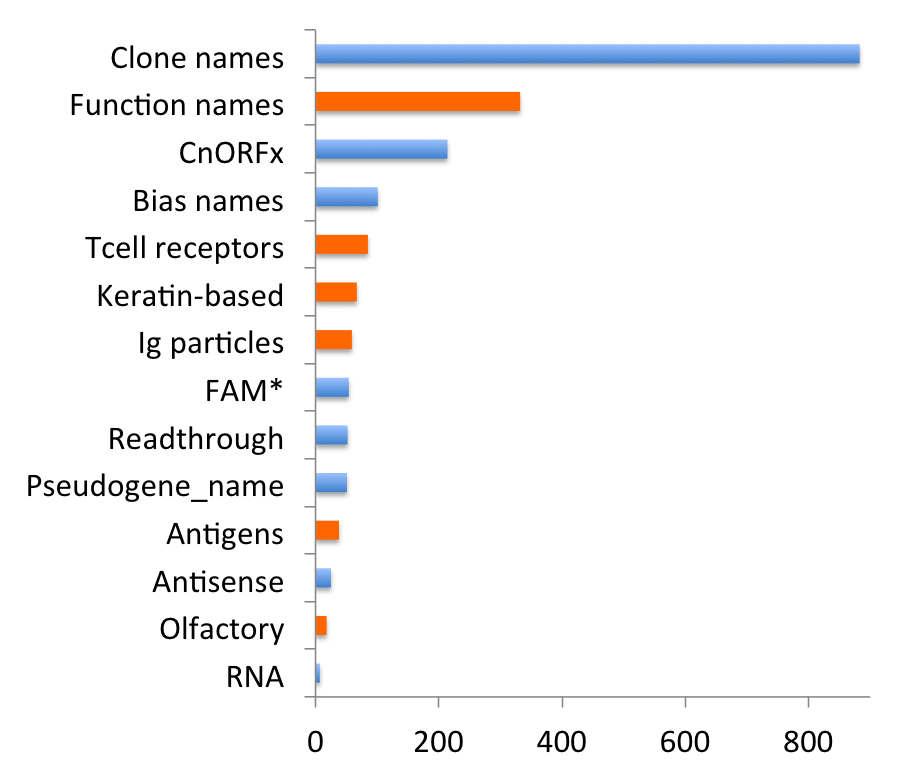 Clone names
Function names
CnORFx
Bias names
Tcell receptors
Keratin-based
Ig particles
FAM*
Readthrough
Pseudogene_name
Antigens
Antisense
Olfactory
RNA
0 200 400 600 800